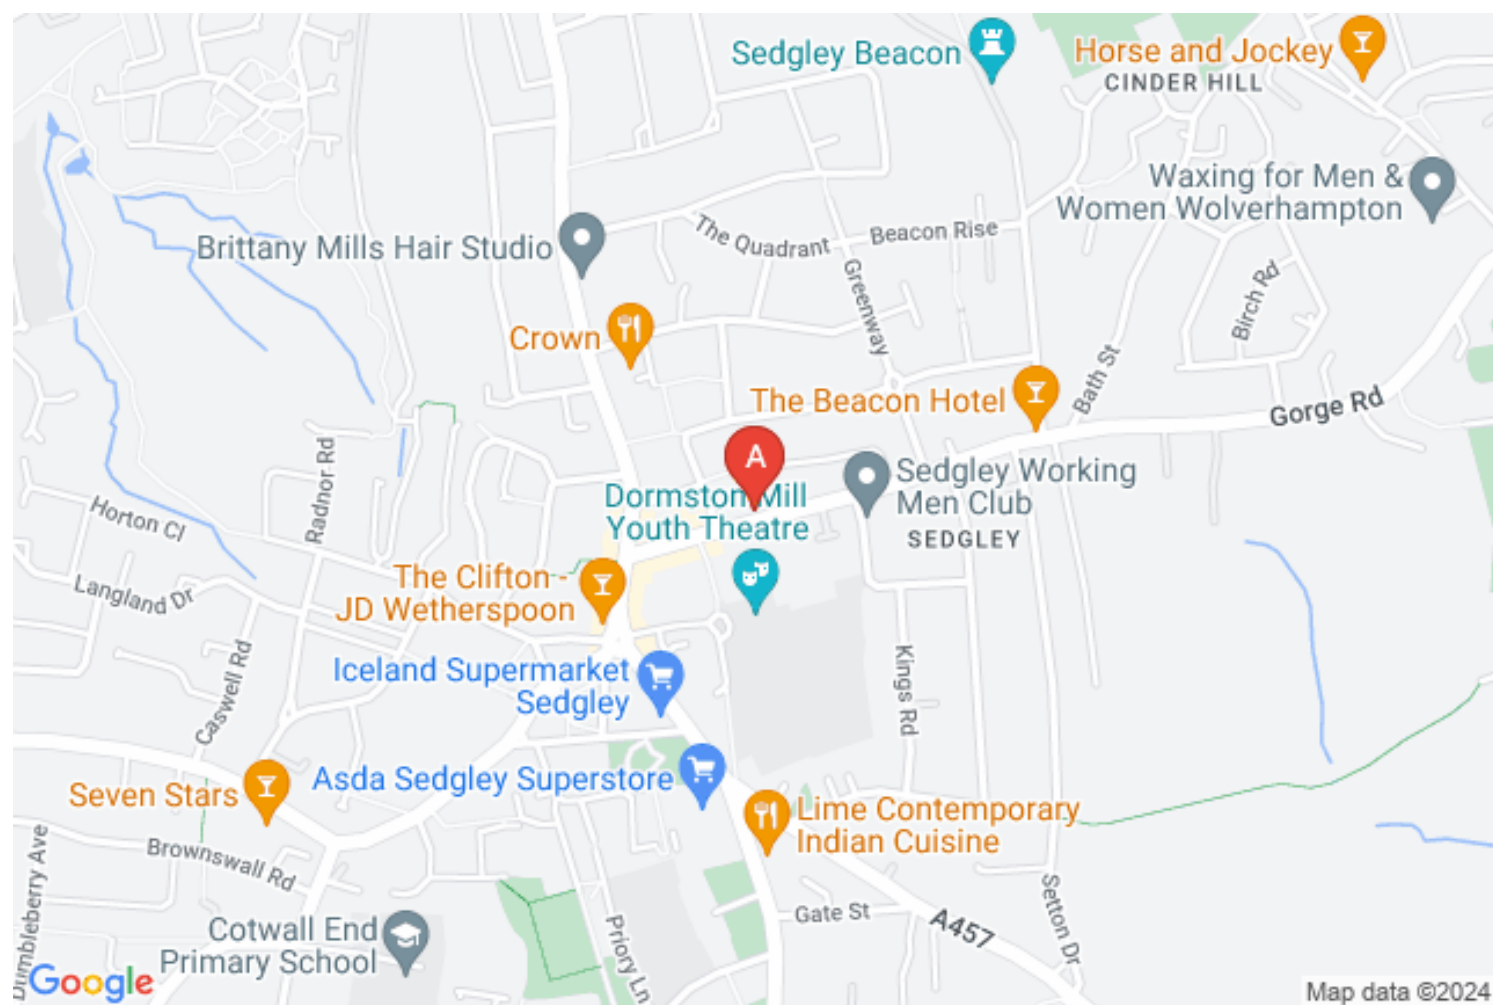 Sedgley Beacon
Horse and Jockey
CINDER HILL
Waxing for Men &
Women Wolverhampton
Brittany Mills Hair Studio
The Quadrant
Beacon Rise
Greenway
Birch Rd
Crown
The Beacon Hotel
Bath St
Gorge Rd
A
Radnor Rd
Horton Cl
Dormston Mill
Youth Theatre
Sedgley Working
Men Club
SEDGLEY
Langland Dr
The Clifton -
JD Wetherspoon
Caswell Rd
Iceland Supermarket
Sedgley
Kings Rd
Seven Stars
Asda Sedgley Superstore
Lime Contemporary
Indian Cuisine
Brownswall Rd
Dumbleberry Ave
Cotwall End
Primary School
Priory Ln
Gate St
A457
Setton Dr
Google
Map data ©2024